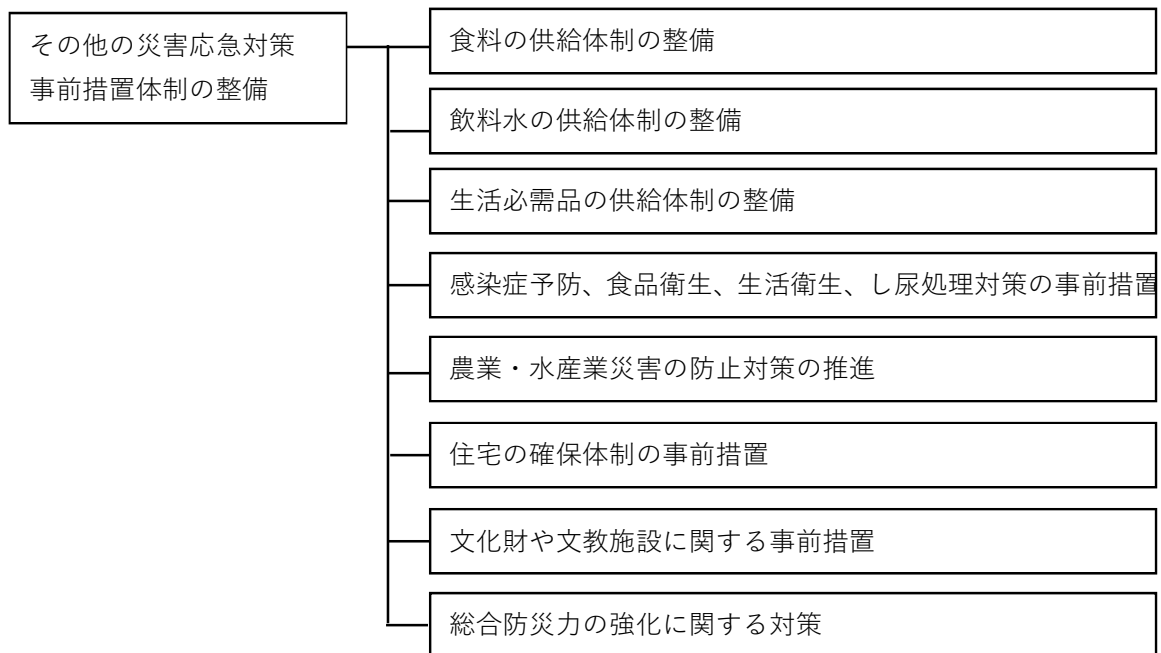 その他の災害応急対策
事前措置体制の整備
食料の供給体制の整備
飲料水の供給体制の整備
生活必需品の供給体制の整備
感染症予防、食品衛生、生活衛生、し尿処理対策の事前措置
農業・水産業災害の防止対策の推進
住宅の確保体制の事前措置
文化財や文教施設に関する事前措置
総合防災力の強化に関する対策